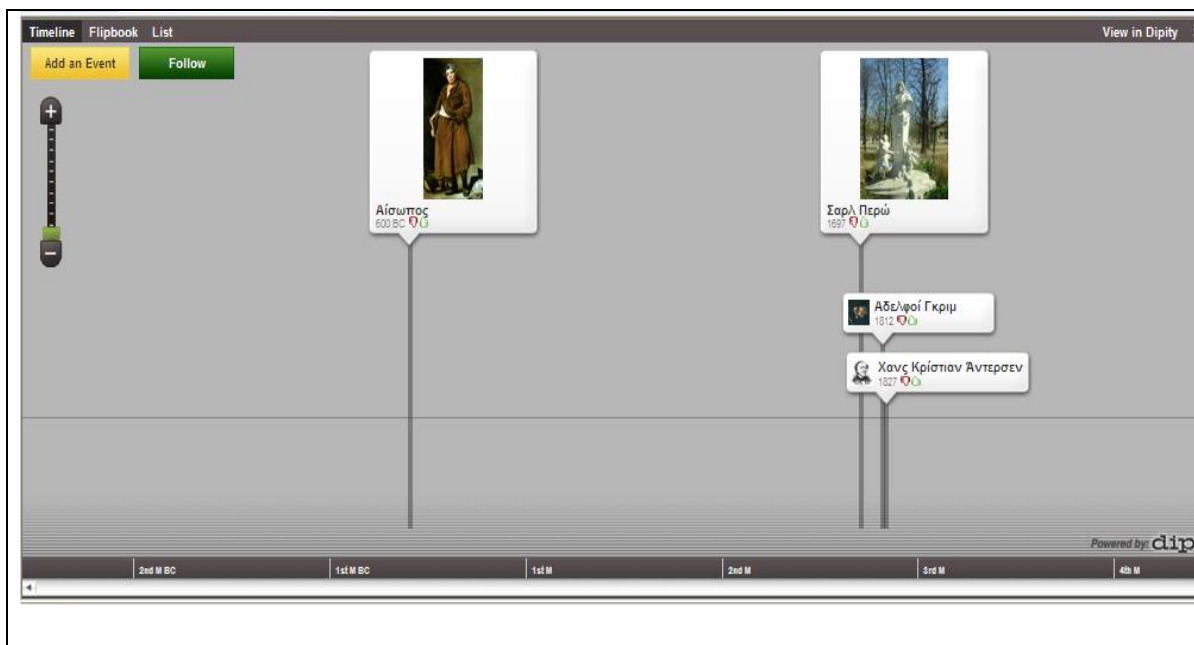 Timeline Flipbook List View in Dipity
Add an Event Follow
+
Αίσωπος
600 BC
Σαρλ Περώ
1697
Αδελφοί Γκριμ
1812
Χανς Κρίστιαν Άντερσεν
1827
−
Powered by: dip
2nd M BC 1st M BC 1st M 2nd M 3rd M 4th M